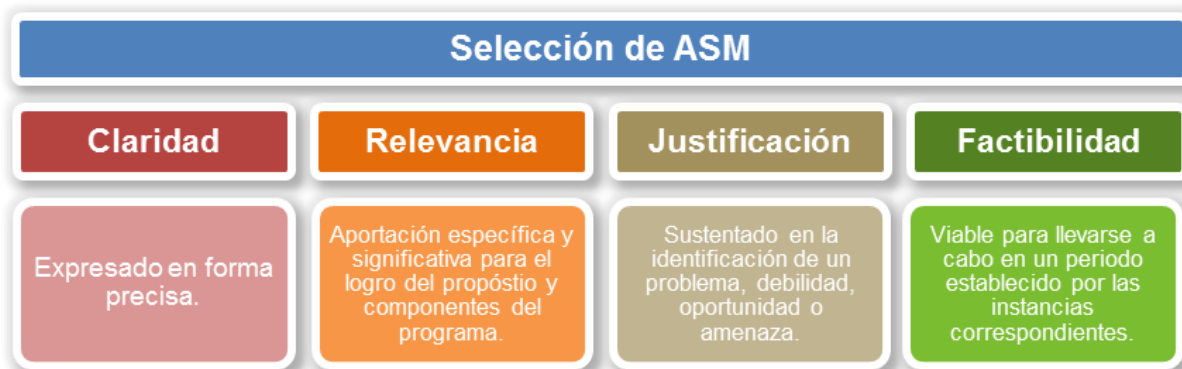 Selección de ASM
Claridad
Relevancia
Justificación
Factibilidad
Expresado en forma
precisa.
Aportación específica y
significativa para el
logro del propóstio y
componentes del
programa.
Sustentado en la
identificación de un
problema, debilidad,
oportunidad o
amenaza.
Viable para llevarse a
cabo en un periodo
establecido por las
instancias
correspondientes.